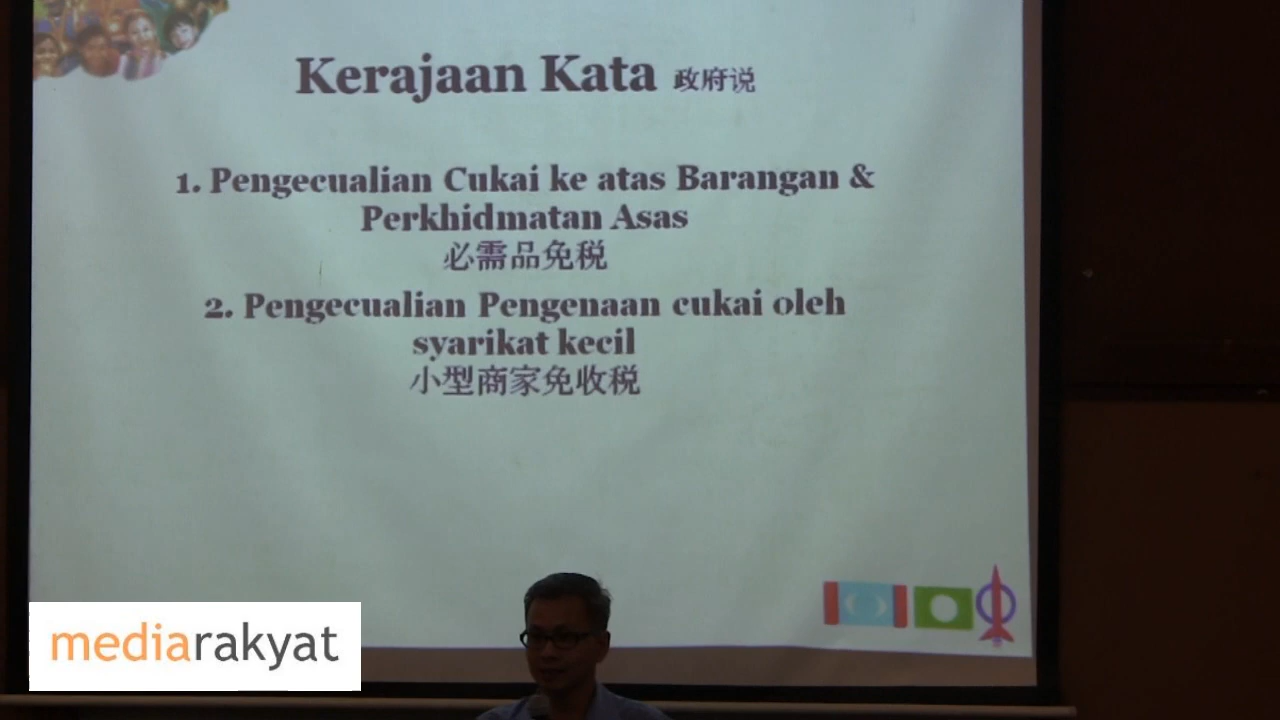 Kerajaan Kata 政府说
1. Pengecualian Cukai ke atas Barangan &
Perkhidmatan Asas
必需品免税
2. Pengecualian Pengenaan cukai oleh
syarikat kecil
小型商家免收税
mediarakyat